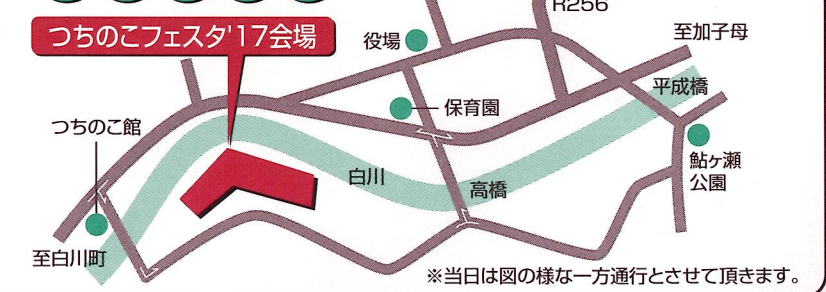 R256
つちのこフェスタ'17会場
役場
至加子母
平成橋
保育園
つちのこ館
鮎ヶ瀬
公園
白川
高橋
至白川町
※当日は図の様な一方通行とさせて頂きます。